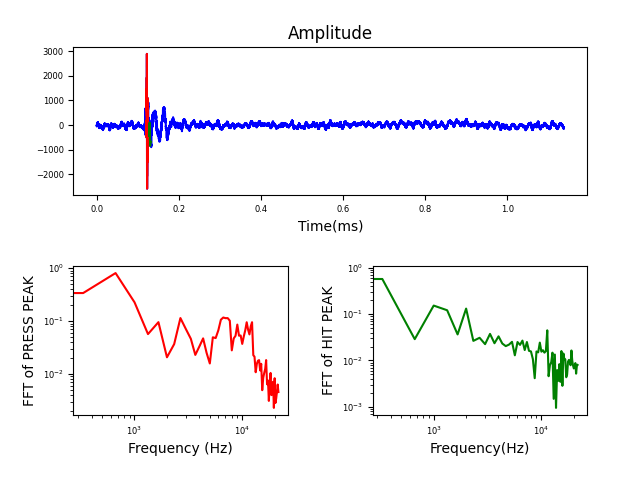 Amplitude
3000
2000
1000
0
−1000
−2000
0.0 0.2 0.4 0.6 0.8 1.0
Time(ms)
FFT of PRESS PEAK
10⁰
10⁻¹
10⁻²
10³ 10⁴
Frequency (Hz)
FFT of HIT PEAK
10⁰
10⁻¹
10⁻²
10⁻³
10³ 10⁴
Frequency(Hz)